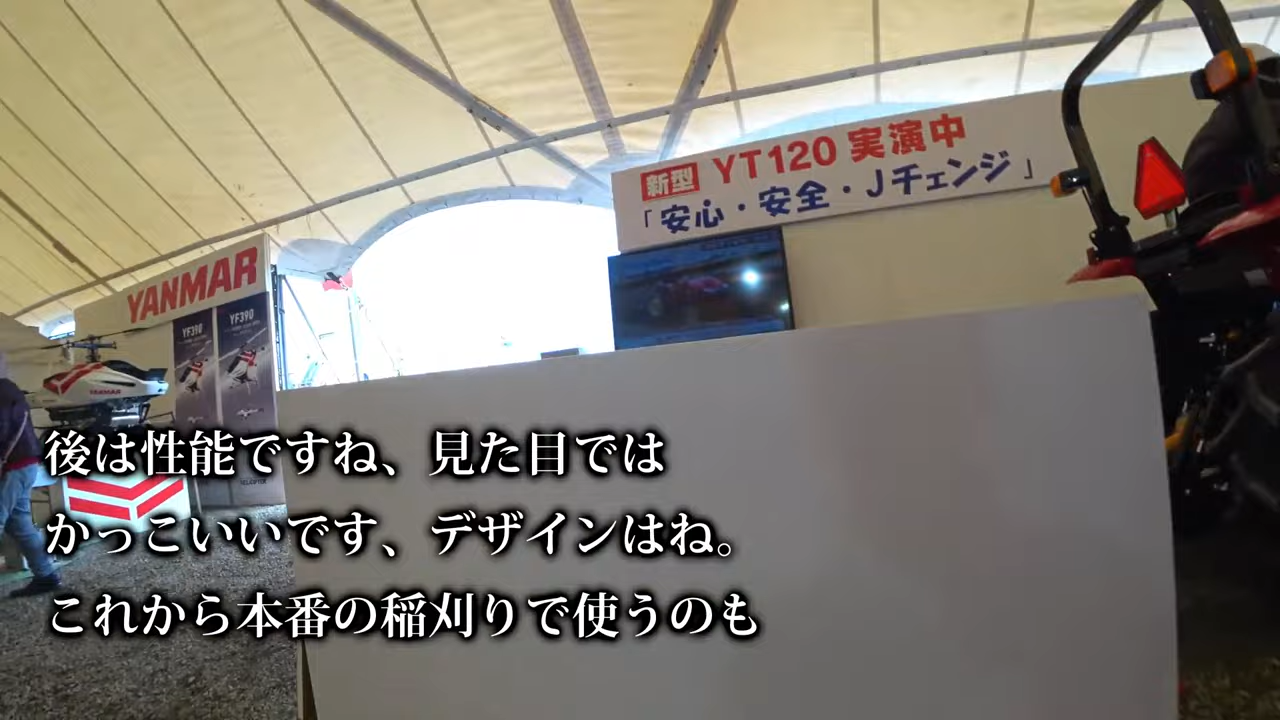 新型 YT120 実演中
「安心・安全・Jチェンジ」
YANMAR
YF390
YF390
YANMAR
後は性能ですね、見た目では
かっこいいです、デザインはね。
これから本番の稲刈りで使うのも